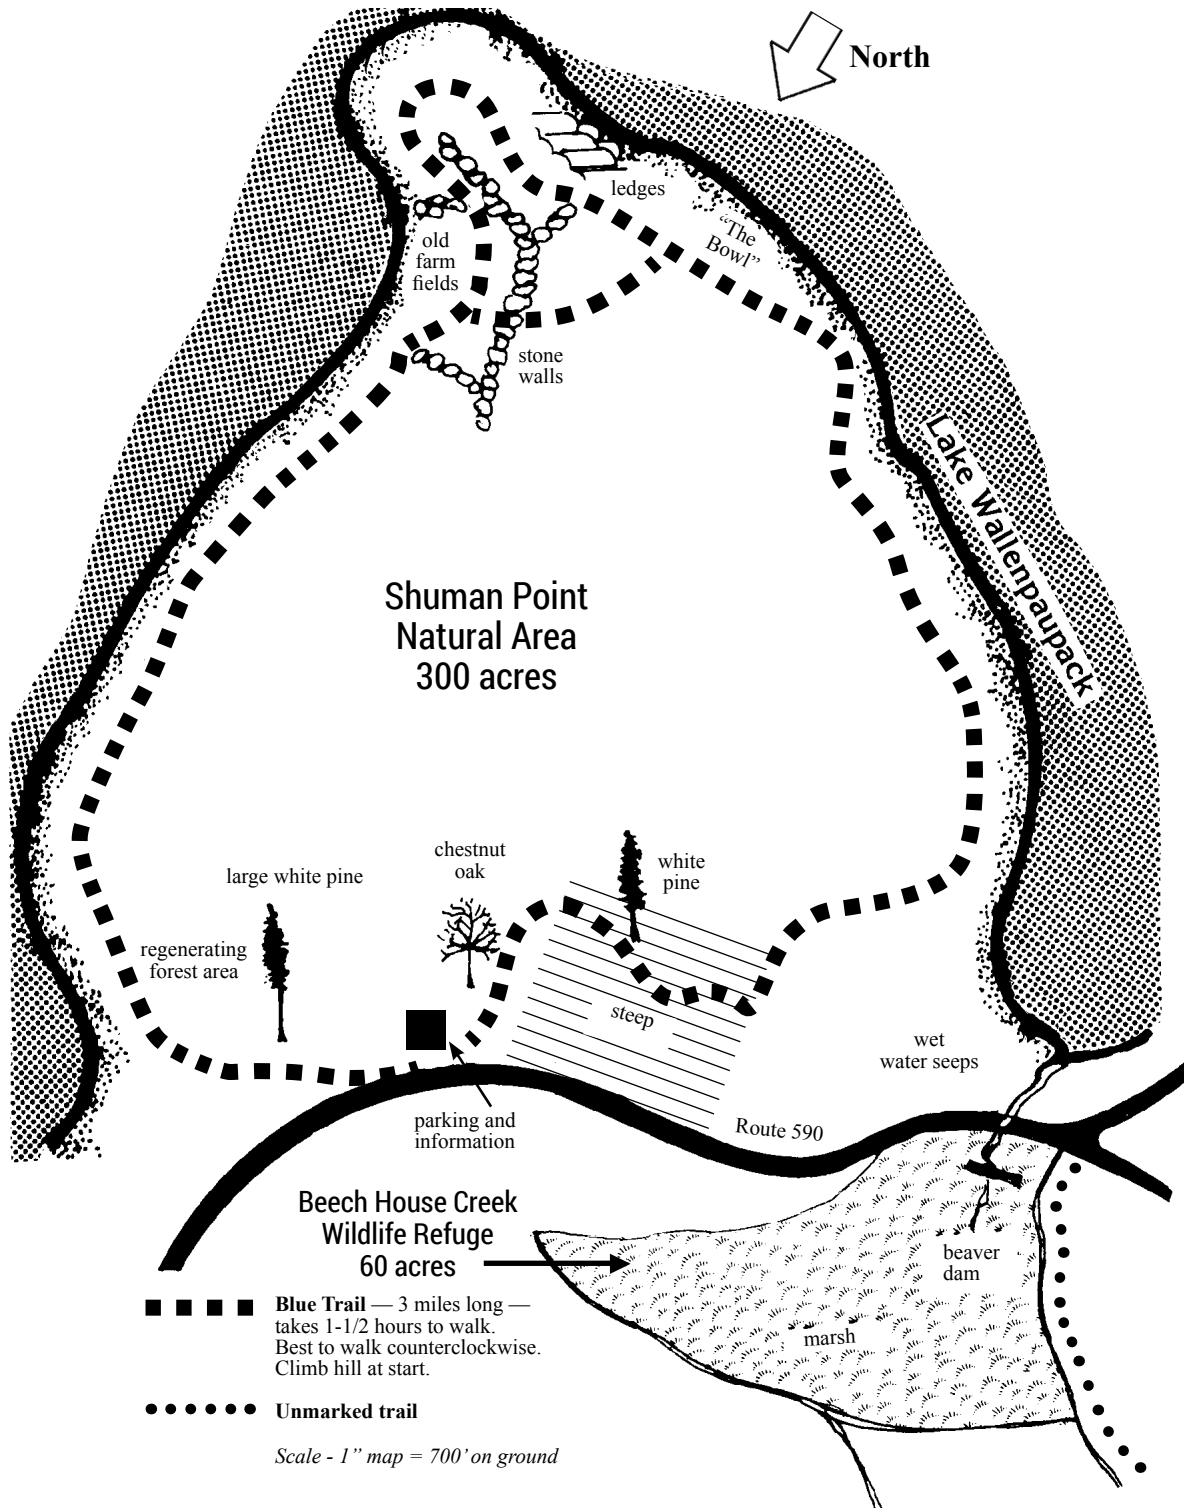 North
ledges
“The
Bowl”
old
farm
fields
stone
walls
Lake Wallenpaupack
Shuman Point
Natural Area
300 acres
chestnut
oak
white
pine
large white pine
regenerating
forest area
steep
wet
water seeps
parking and
information
Route 590
Beech House Creek
Wildlife Refuge
60 acres
beaver
dam
marsh
Blue Trail — 3 miles long —
takes 1-1/2 hours to walk.
Best to walk counterclockwise.
Climb hill at start.
Unmarked trail
Scale - 1” map = 700’ on ground